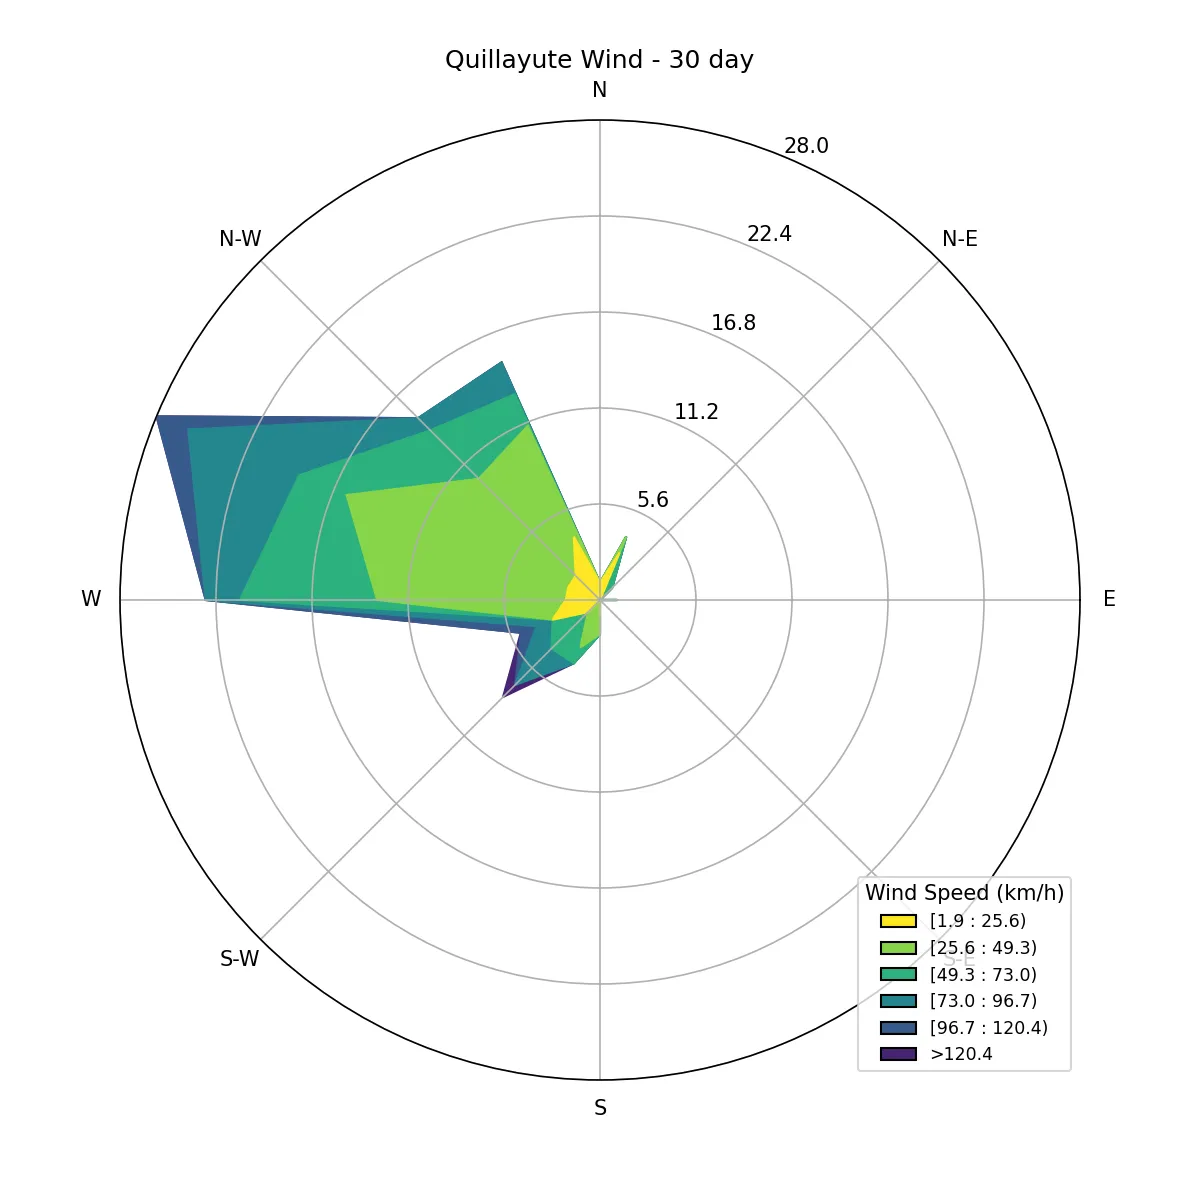 Quillayute Wind - 30 day
N
28.0
N-W
22.4
N-E
16.8
11.2
5.6
W
E
Wind Speed (km/h)
[1.9 : 25.6)
[25.6 : 49.3)
S-W
S-E
[49.3 : 73.0)
[73.0 : 96.7)
[96.7 : 120.4)
>120.4
S